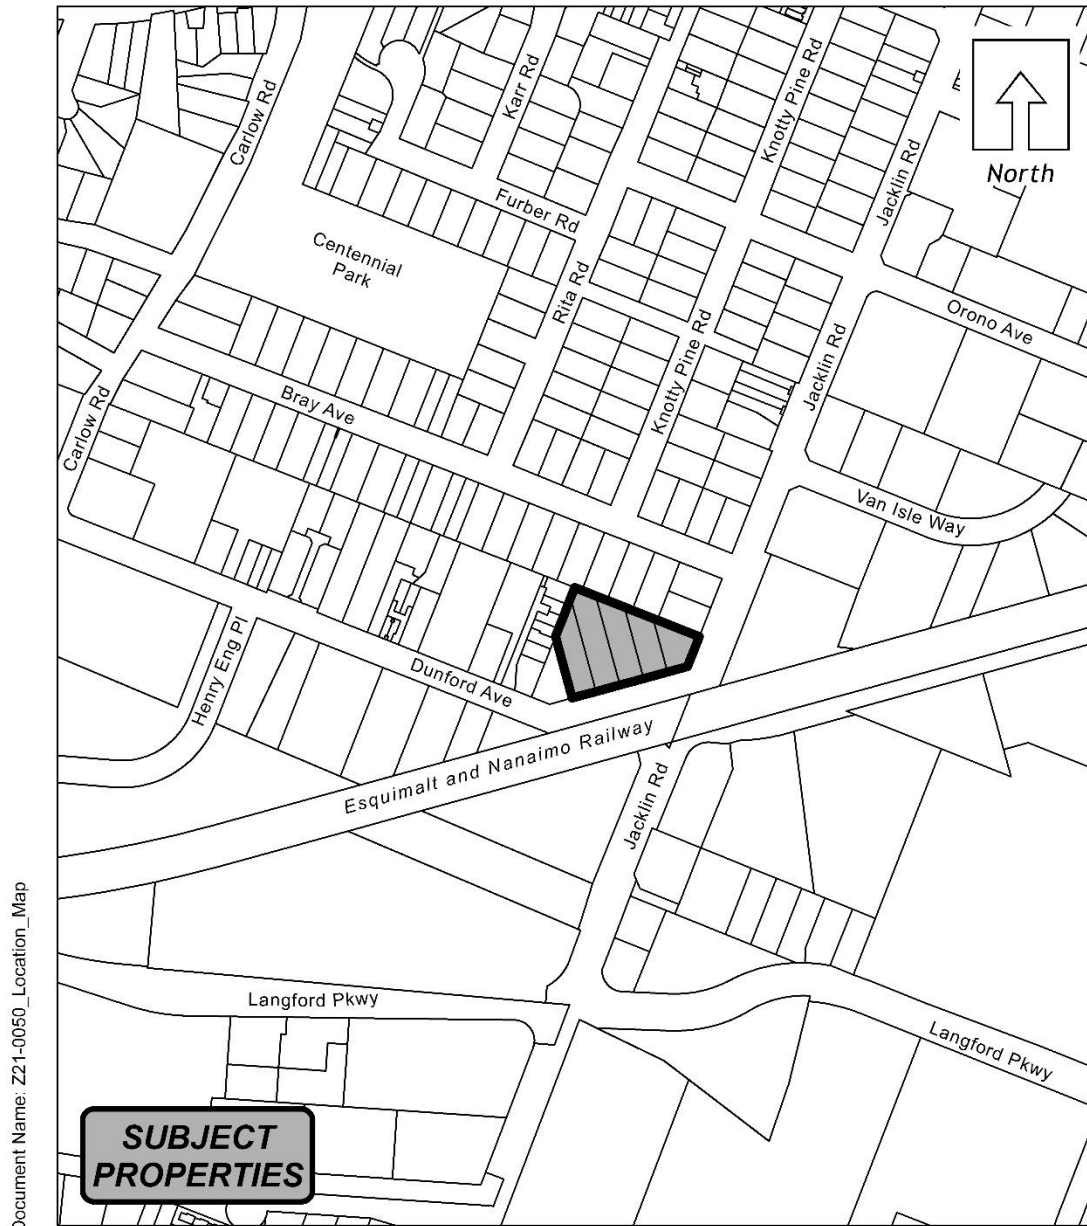 Carlow Rd
Karr Rd
Knotty Pine Rd
Jacklin Rd
North
Furber Rd
Centennial
Park
Rita Rd
Orono Ave
Knotty Pine Rd
Jacklin Rd
Bray Ave
Carlow Rd
Van Isle Way
Henry Eng Pl
Dunford Ave
Esquimalt and Nanaimo Railway
Jacklin Rd
Langford Pkwy
Langford Pkwy
SUBJECT
PROPERTIES
Document Name: Z21-0050_Location_Map